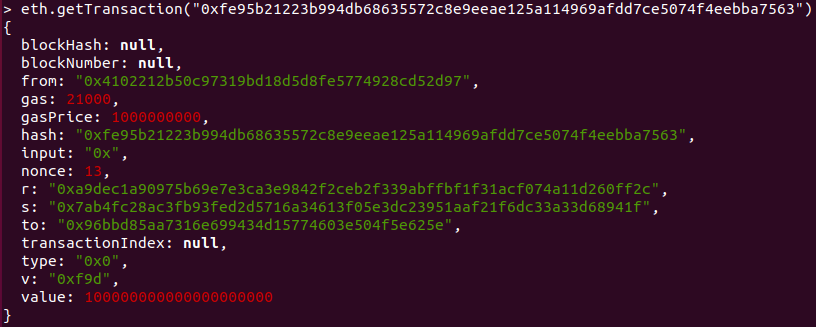 > eth.getTransaction("0xfe95b21223b994db68635572c8e9eeae125a114969afdd7ce5074f4eebba7563")
{
  blockHash: null,
  blockNumber: null,
  from: "0x4102212b50c97319bd18d5d8fe5774928cd52d97",
  gas: 21000,
  gasPrice: 1000000000,
  hash: "0xfe95b21223b994db68635572c8e9eeae125a114969afdd7ce5074f4eebba7563",
  input: "0x",
  nonce: 13,
  r: "0xa9dec1a90975b69e7e3ca3e9842f2ceb2f339abffbf1f31acf074a11d260ff2c",
  s: "0x7ab4fc28ac3fb93fed2d5716a34613f05e3dc23951aaf21f6dc33a33d68941f",
  to: "0x96bbd85aa7316e699434d15774603e504f5e625e",
  transactionIndex: null,
  type: "0x0",
  v: "0xf9d",
  value: 100000000000000000000
}